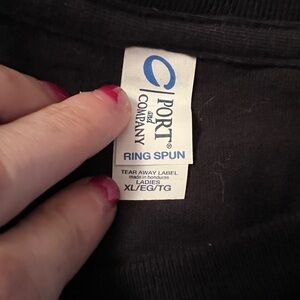 PORT
and
COMPANY®
RING SPUN
TEAR AWAY LABEL
made in honduras
LADIES
XL/EG/TG